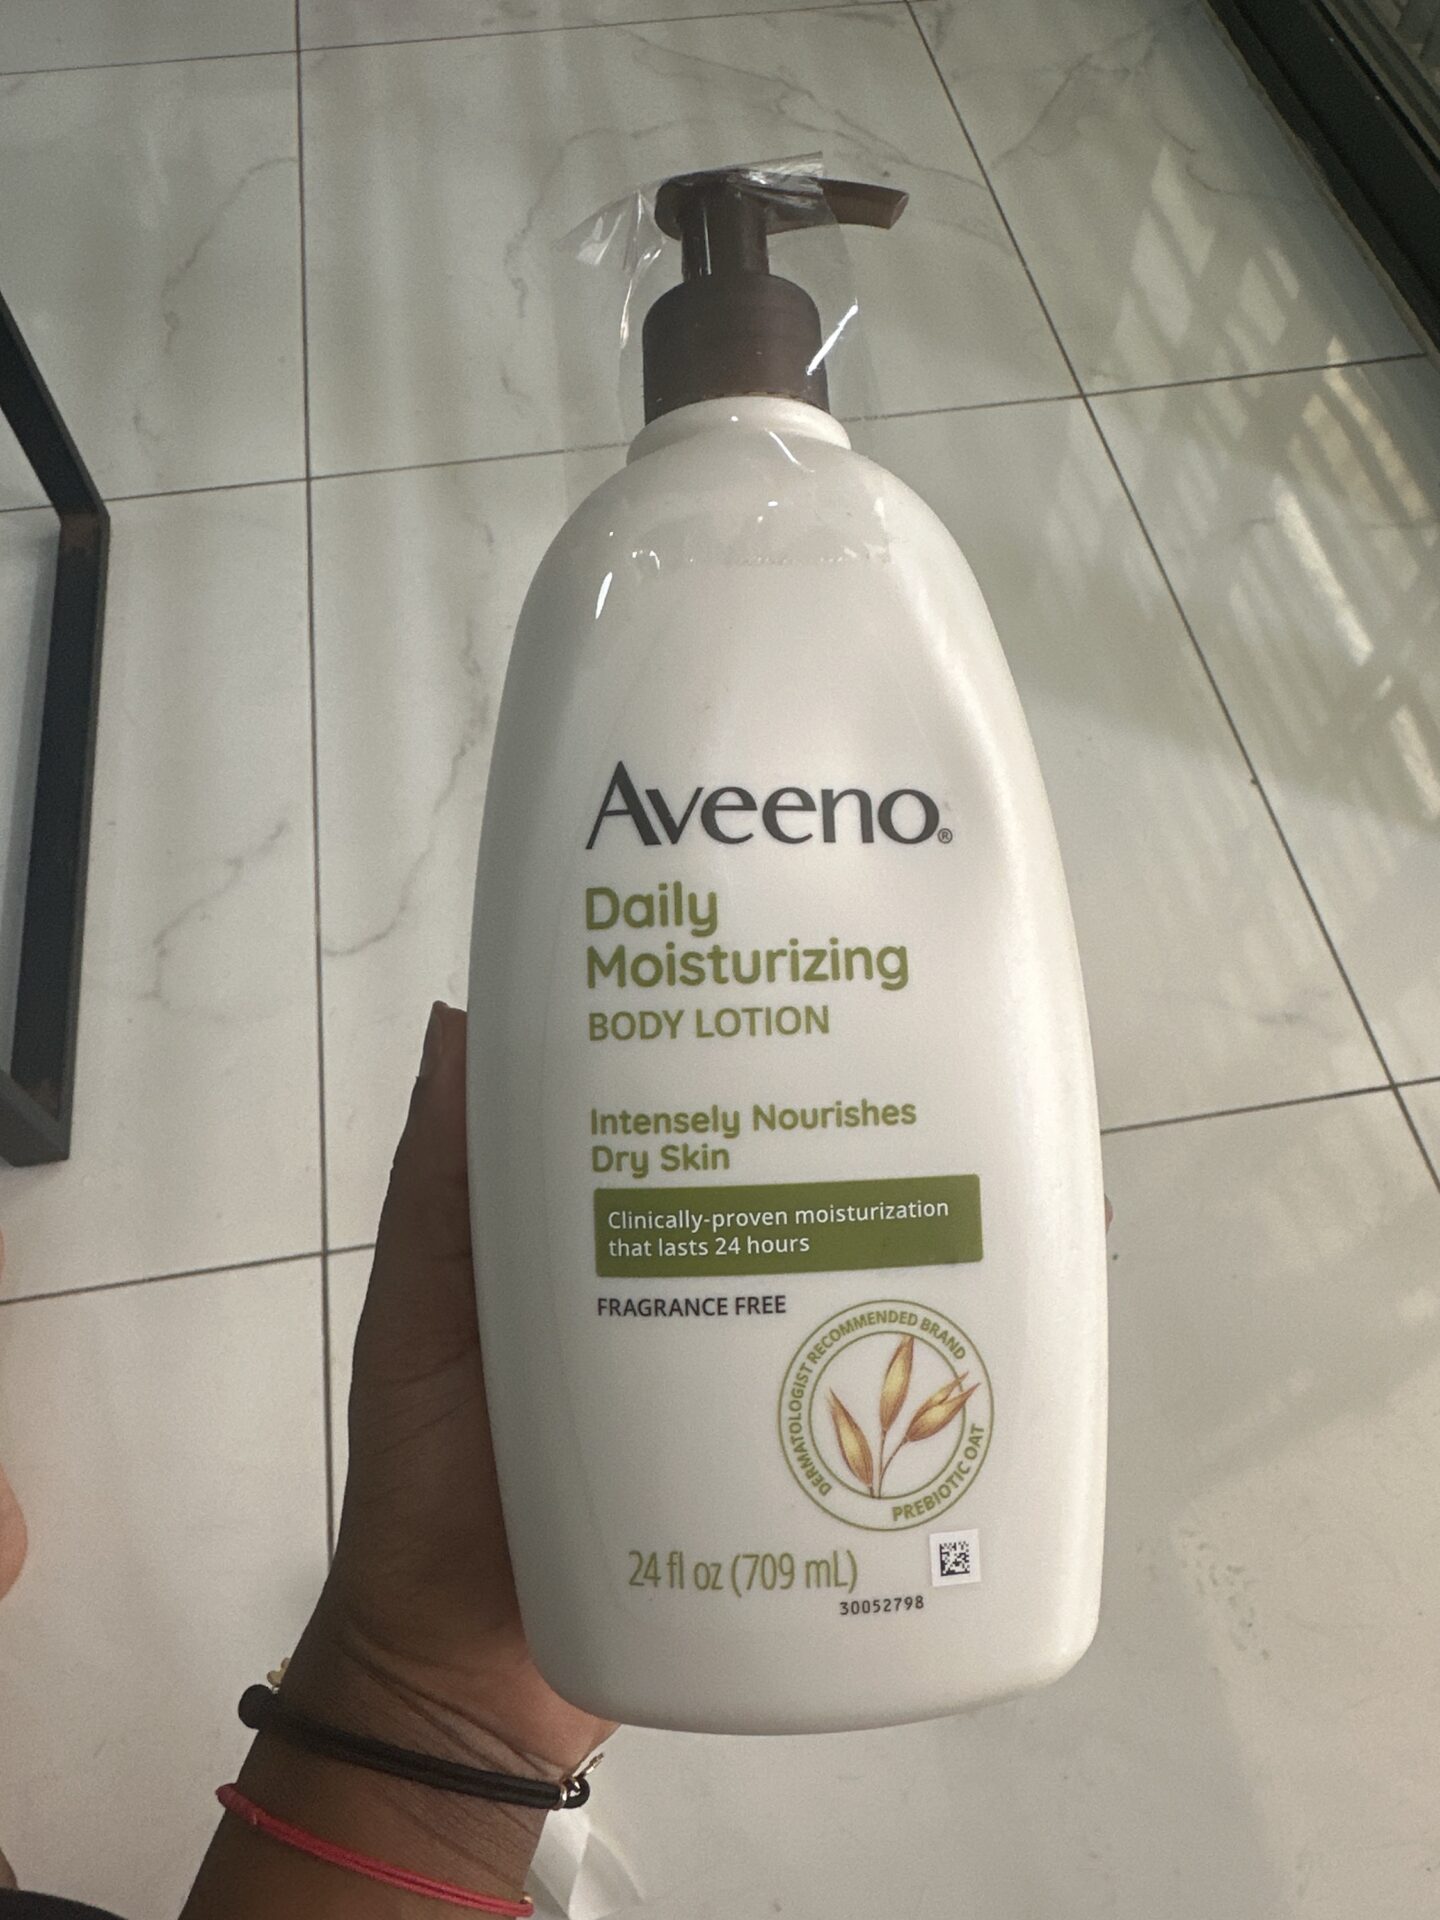 Aveeno®
Daily
Moisturizing
BODY LOTION
Intensely Nourishes
Dry Skin
Clinically-proven moisturization
that lasts 24 hours
FRAGRANCE FREE
DERMATOLOGIST RECOMMENDED BRAND
PREBIOTIC OAT
24 fl oz (709 mL)
30052798